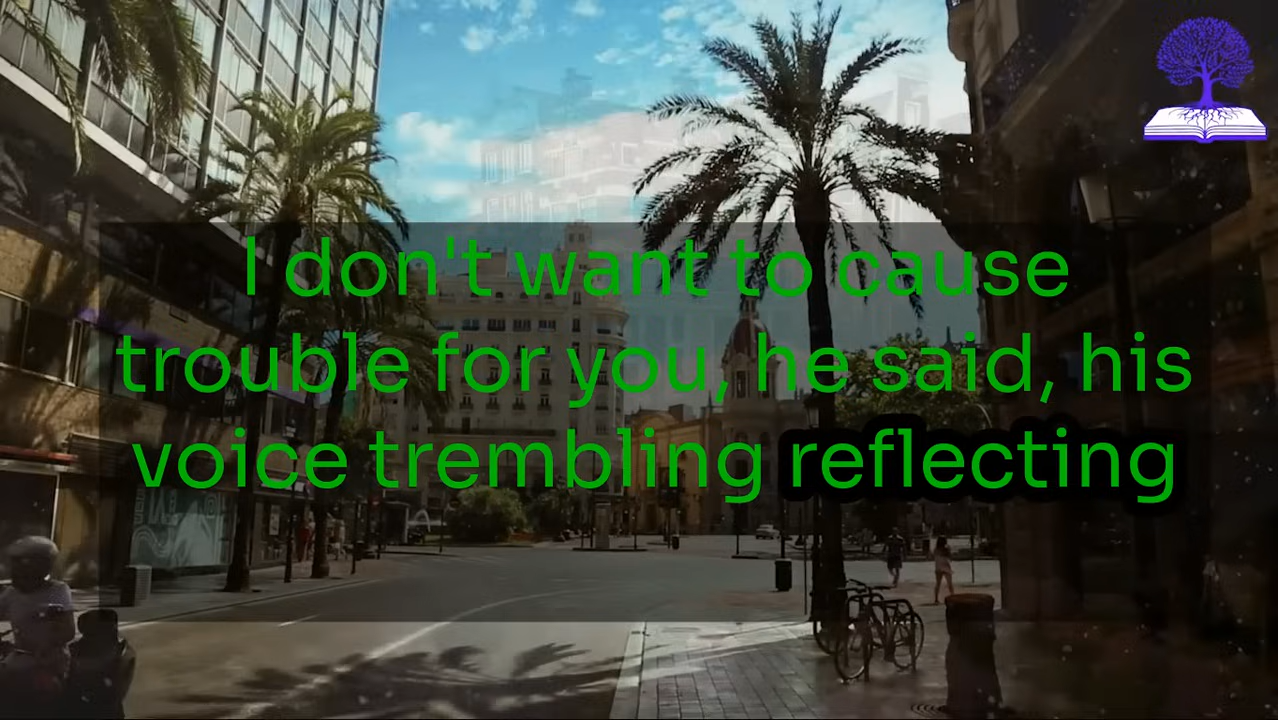 I don't want to cause
trouble for you, he said, his
voice trembling reflecting